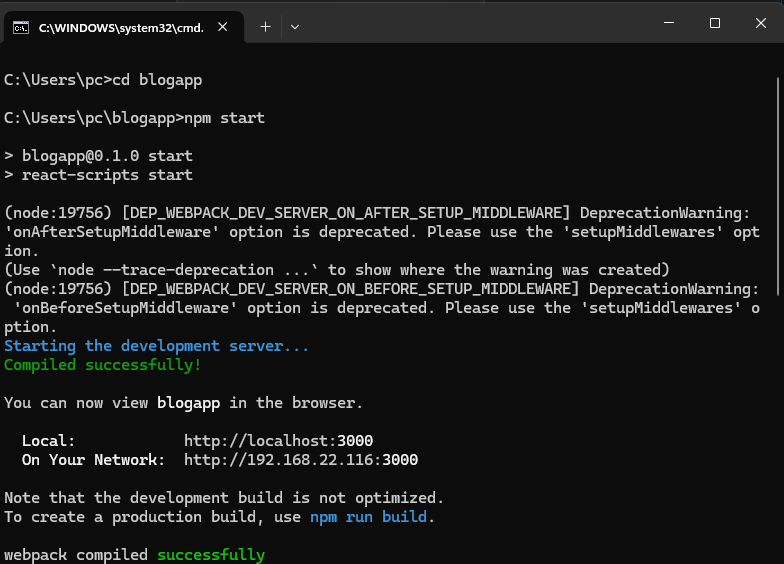 C:\WINDOWS\system32\cmd.
C:\Users\pc>cd blogapp
C:\Users\pc\blogapp>npm start
> blogapp@0.1.0 start
> react-scripts start
(node:19756) [DEP_WEBPACK_DEV_SERVER_ON_AFTER_SETUP_MIDDLEWARE] DeprecationWarning:
'onAfterSetupMiddleware' option is deprecated. Please use the 'setupMiddlewares' opt
ion.
(Use `node --trace-deprecation ...` to show where the warning was created)
(node:19756) [DEP_WEBPACK_DEV_SERVER_ON_BEFORE_SETUP_MIDDLEWARE] DeprecationWarning:
 'onBeforeSetupMiddleware' option is deprecated. Please use the 'setupMiddlewares' o
ption.
Starting the development server...
Compiled successfully!
You can now view blogapp in the browser.
  Local:            http://localhost:3000
  On Your Network:  http://192.168.22.116:3000
Note that the development build is not optimized.
To create a production build, use npm run build.
webpack compiled successfully